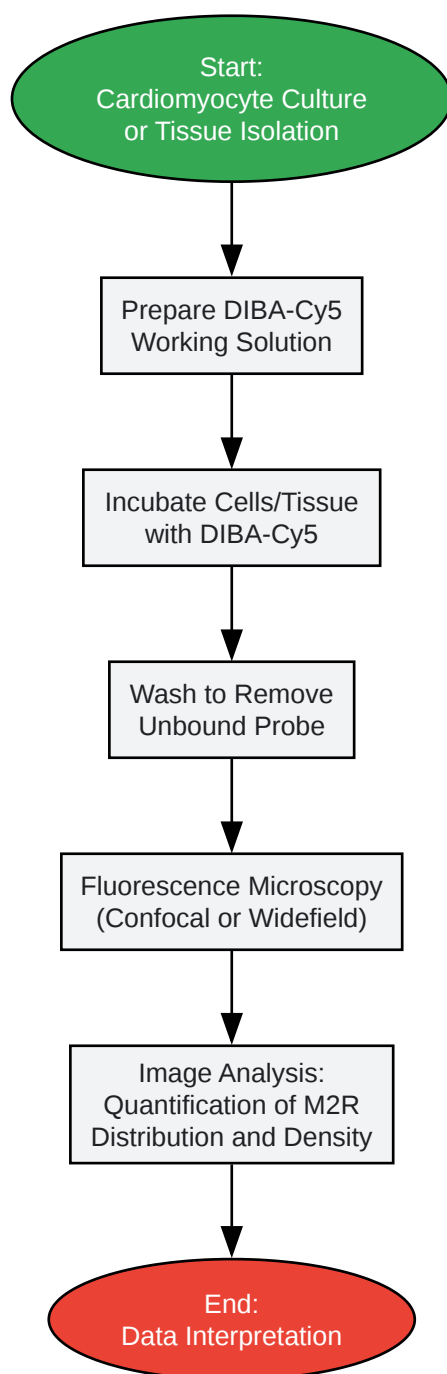 Start:
Cardiomyocyte Culture
or Tissue Isolation
Prepare DIBA-Cy5
Working Solution
Incubate Cells/Tissue
with DIBA-Cy5
Wash to Remove
Unbound Probe
Fluorescence Microscopy
(Confocal or Widefield)
Image Analysis:
Quantification of M2R
Distribution and Density
End:
Data Interpretation